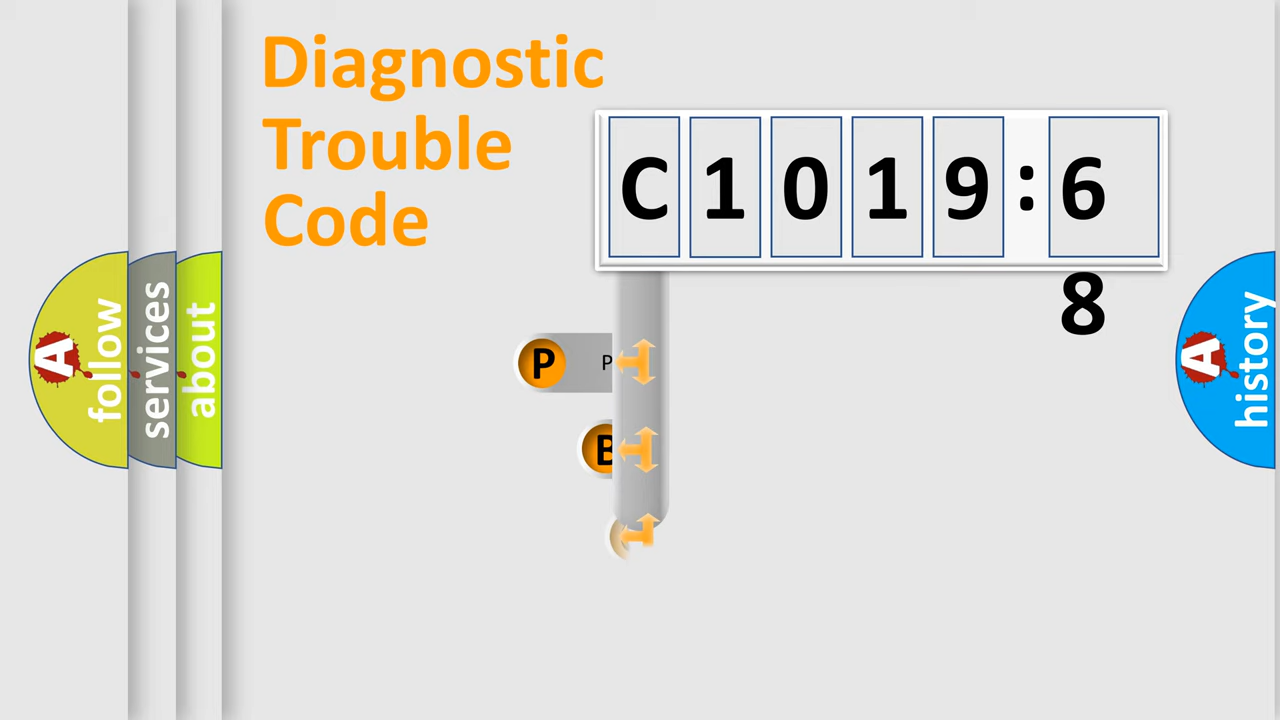 Diagnostic
Trouble
Code
C1019:6
8
P P
B
A follow
services
about
A history